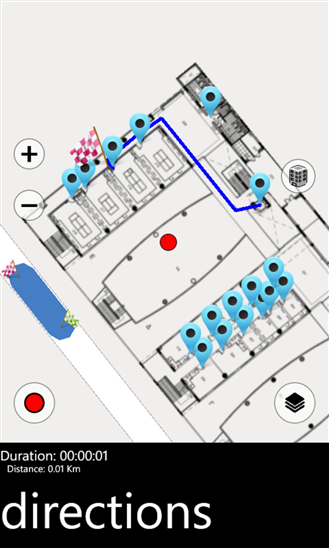 Duration: 00:00:01
Distance: 0.01 Km
directions